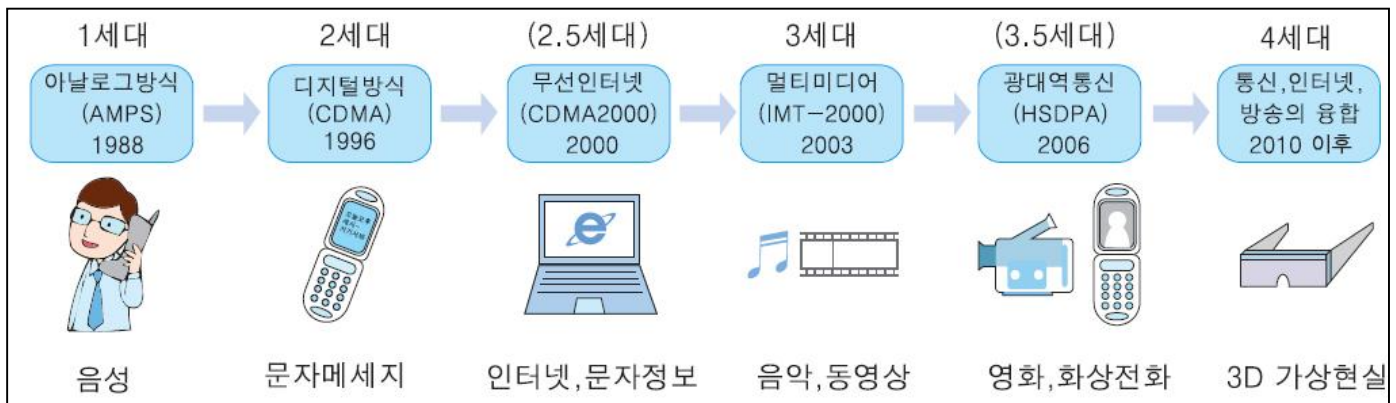 1세대
2세대
(2.5세대)
3세대
(3.5세대)
4세대
아날로그방식
(AMPS)
1988
디지털방식
(CDMA)
1996
무선인터넷
(CDMA2000)
2000
멀티미디어
(IMT-2000)
2003
광대역통신
(HSDPA)
2006
통신,인터넷,
방송의 융합
2010 이후
음성
문자메세지
인터넷,문자정보
음악,동영상
영화,화상전화
3D 가상현실